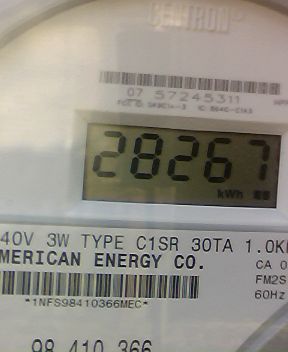 CENTRON
07 57245311
28267
kWh
40V 3W TYPE C1SR 30TA 1.0K
MERICAN ENERGY CO.
CA 0
FM2S
60Hz
*1NFS98410366MEC*
98 410 366